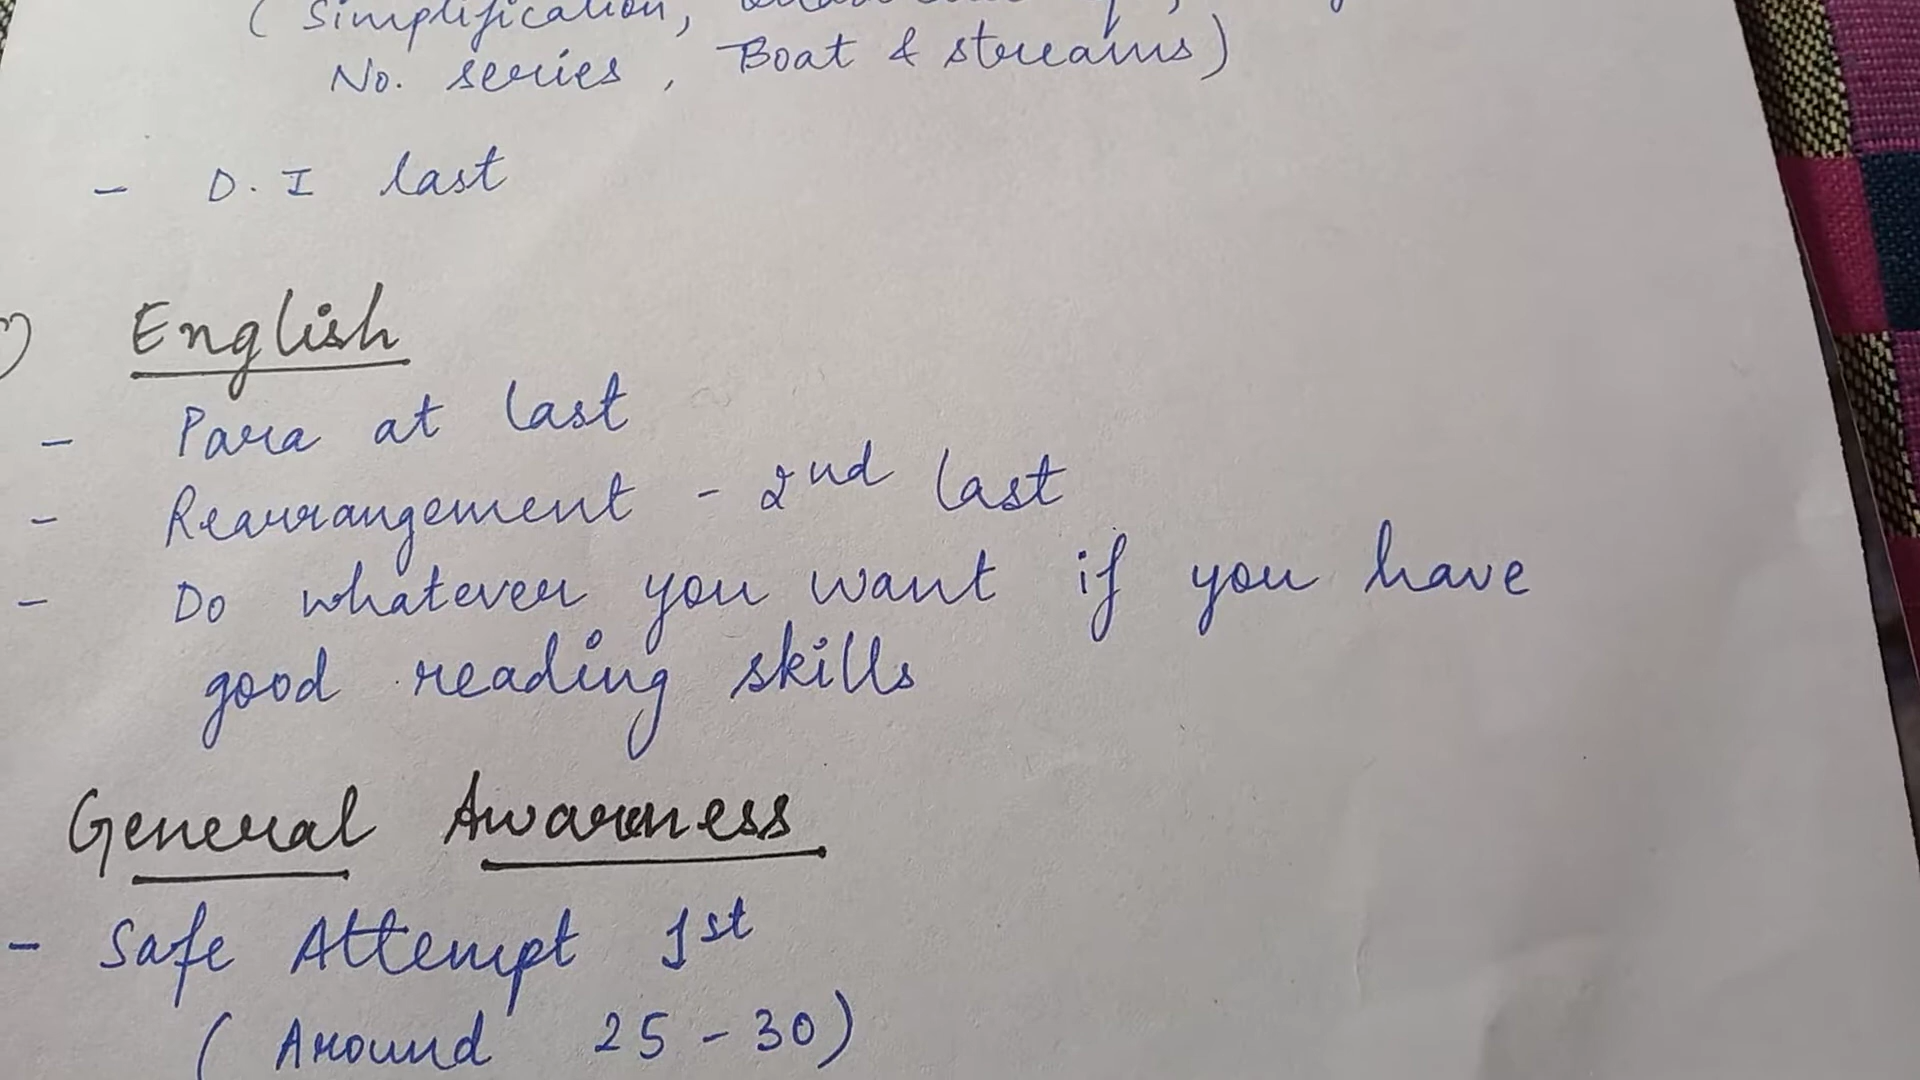 ( Simplification,
No. series, Boat & streams)
- D. I last
English
- Para at last
- Rearrangement - 2nd last
- Do whatever you want if you have
good reading skills
General Awareness
- Safe Attempt 1st
( Around 25 - 30)